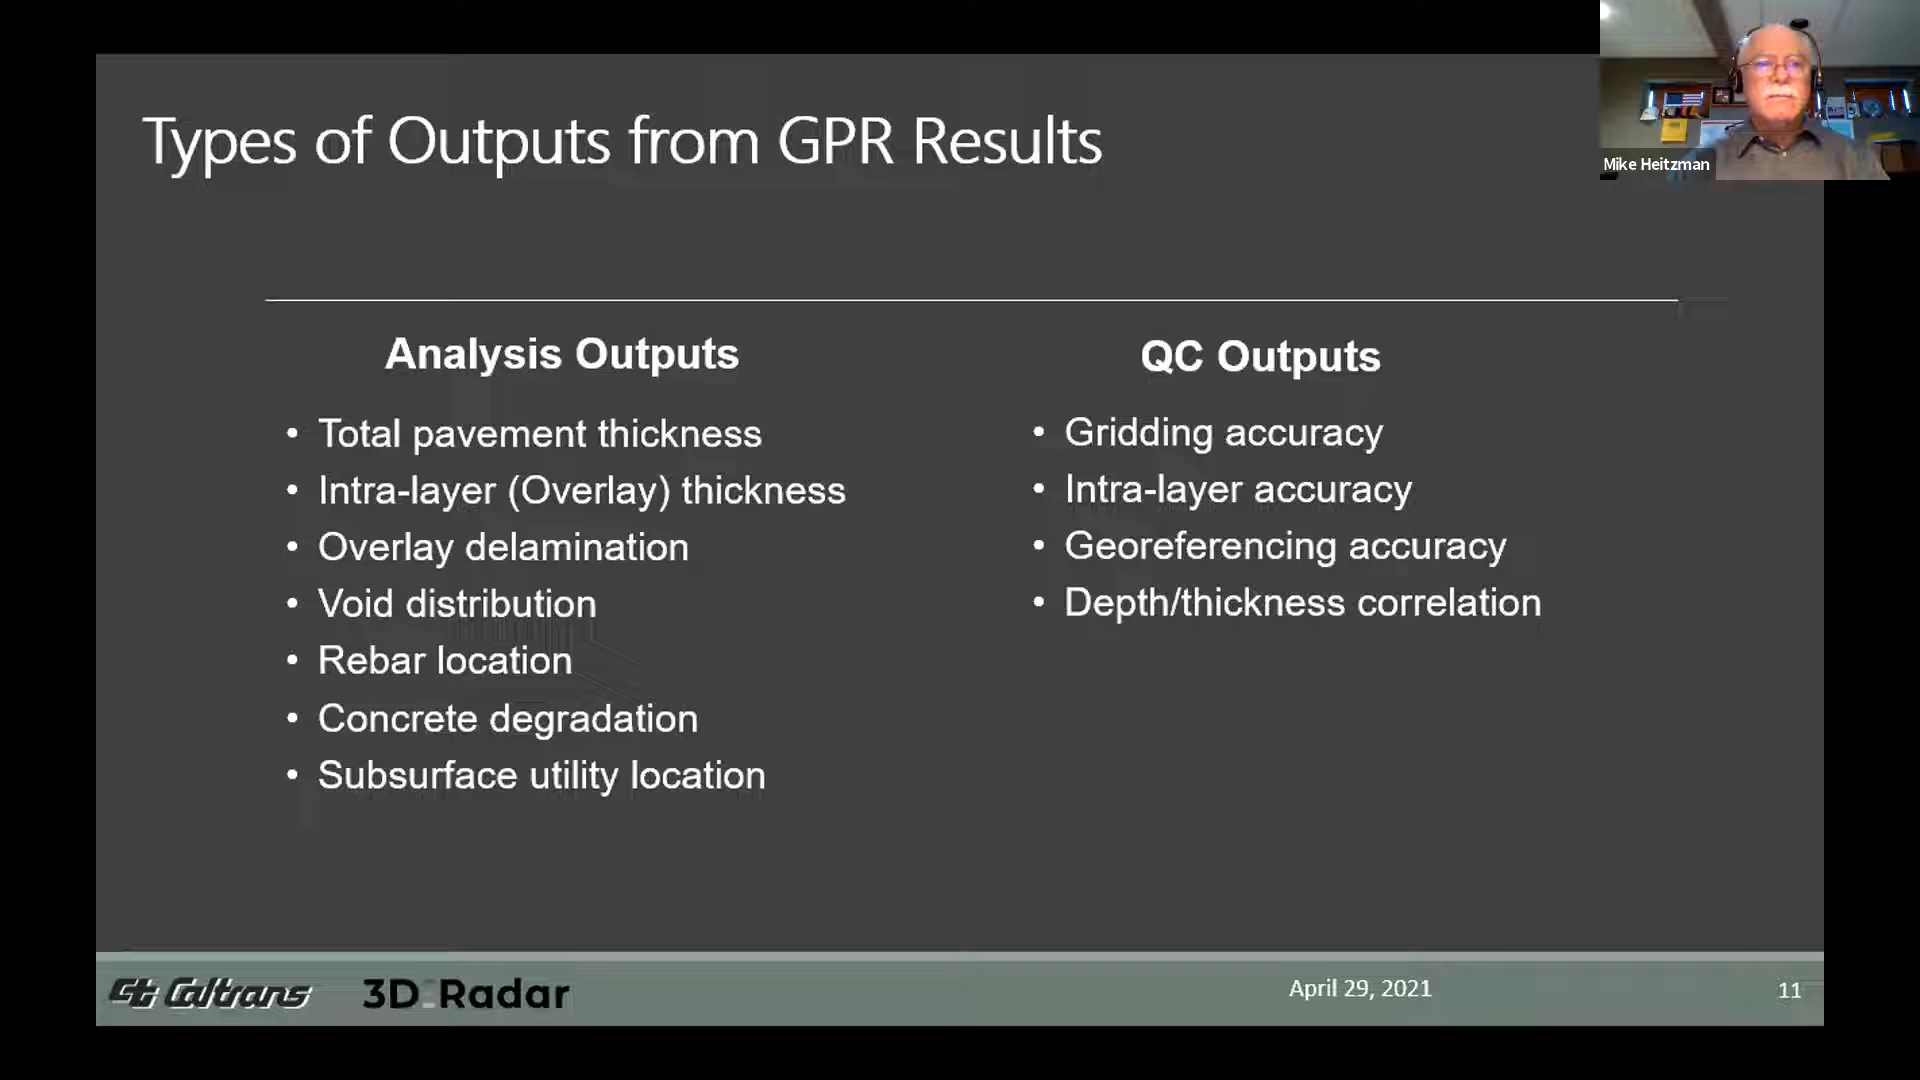 Types of Outputs from GPR Results
Mike Heitzman
Analysis Outputs
• Total pavement thickness
• Intra-layer (Overlay) thickness
• Overlay delamination
• Void distribution
• Rebar location
• Concrete degradation
• Subsurface utility location
QC Outputs
• Gridding accuracy
• Intra-layer accuracy
• Georeferencing accuracy
• Depth/thickness correlation
Ct Caltrans
3D-Radar
April 29, 2021
11